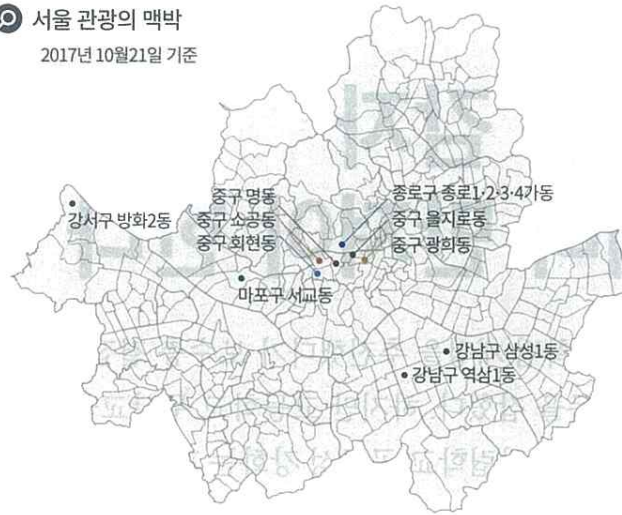 서울 관광의 맥박
2017년 10월21일 기준
중구 명동
중구 소공동
중구 회현동
종로구 종로1·2·3·4가동
중구 을지로동
중구 광희동
강서구 방화2동
마포구 서교동
강남구 삼성1동
강남구 역삼1동